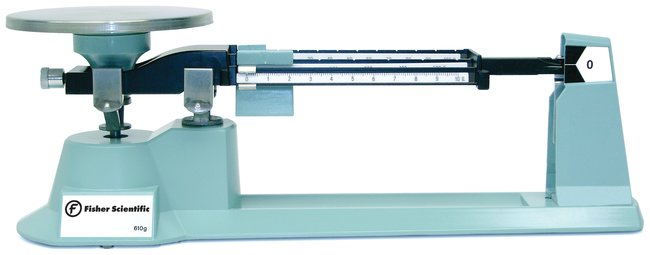 0
0 1 2 3 4 5 6 7 8 9 10 g
F Fisher Scientific
610g